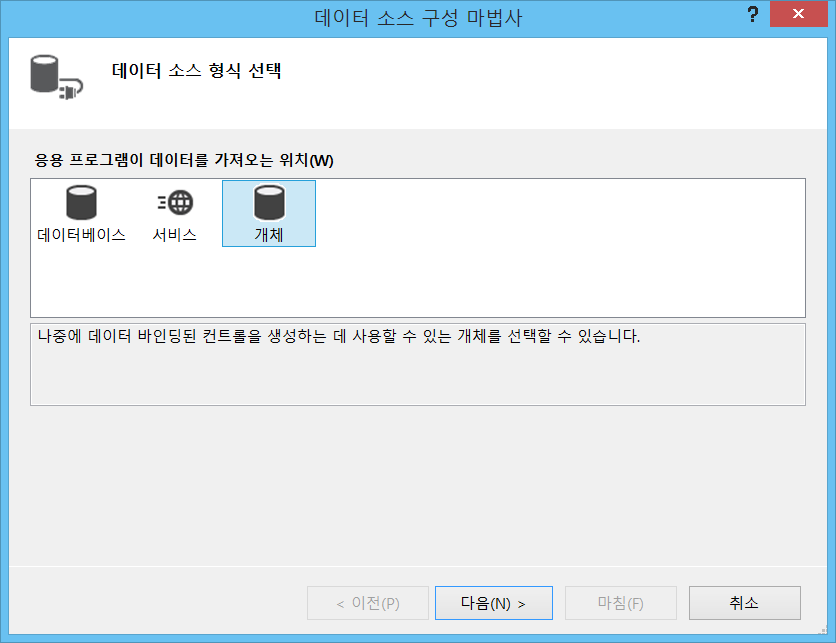 데이터 소스 구성 마법사
?
데이터 소스 형식 선택
응용 프로그램이 데이터를 가져오는 위치(W)
데이터베이스 서비스 개체
나중에 데이터 바인딩된 컨트롤을 생성하는 데 사용할 수 있는 개체를 선택할 수 있습니다.
< 이전(P) 다음(N) > 마침(F) 취소